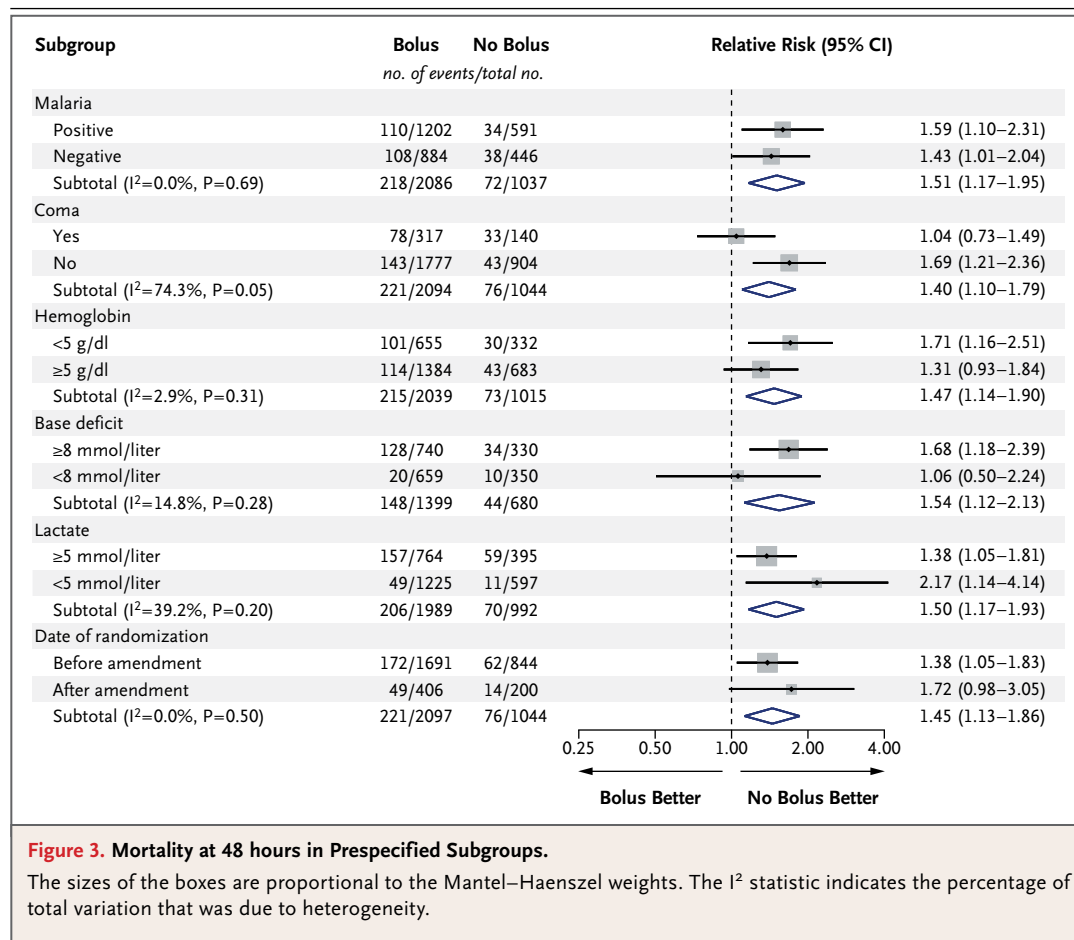 Subgroup Bolus No Bolus Relative Risk (95% CI)
no. of events/total no.
Malaria
Positive 110/1202 34/591 1.59 (1.10–2.31)
Negative 108/884 38/446 1.43 (1.01–2.04)
Subtotal (I²=0.0%, P=0.69) 218/2086 72/1037 1.51 (1.17–1.95)
Coma
Yes 78/317 33/140 1.04 (0.73–1.49)
No 143/1777 43/904 1.69 (1.21–2.36)
Subtotal (I²=74.3%, P=0.05) 221/2094 76/1044 1.40 (1.10–1.79)
Hemoglobin
<5 g/dl 101/655 30/332 1.71 (1.16–2.51)
≥5 g/dl 114/1384 43/683 1.31 (0.93–1.84)
Subtotal (I²=2.9%, P=0.31) 215/2039 73/1015 1.47 (1.14–1.90)
Base deficit
≥8 mmol/liter 128/740 34/330 1.68 (1.18–2.39)
<8 mmol/liter 20/659 10/350 1.06 (0.50–2.24)
Subtotal (I²=14.8%, P=0.28) 148/1399 44/680 1.54 (1.12–2.13)
Lactate
≥5 mmol/liter 157/764 59/395 1.38 (1.05–1.81)
<5 mmol/liter 49/1225 11/597 2.17 (1.14–4.14)
Subtotal (I²=39.2%, P=0.20) 206/1989 70/992 1.50 (1.17–1.93)
Date of randomization
Before amendment 172/1691 62/844 1.38 (1.05–1.83)
After amendment 49/406 14/200 1.72 (0.98–3.05)
Subtotal (I²=0.0%, P=0.50) 221/2097 76/1044 1.45 (1.13–1.86)
0.25 0.50 1.00 2.00 4.00
Bolus Better No Bolus Better
Figure 3. Mortality at 48 hours in Prespecified Subgroups.
The sizes of the boxes are proportional to the Mantel–Haenszel weights. The I² statistic indicates the percentage of
total variation that was due to heterogeneity.